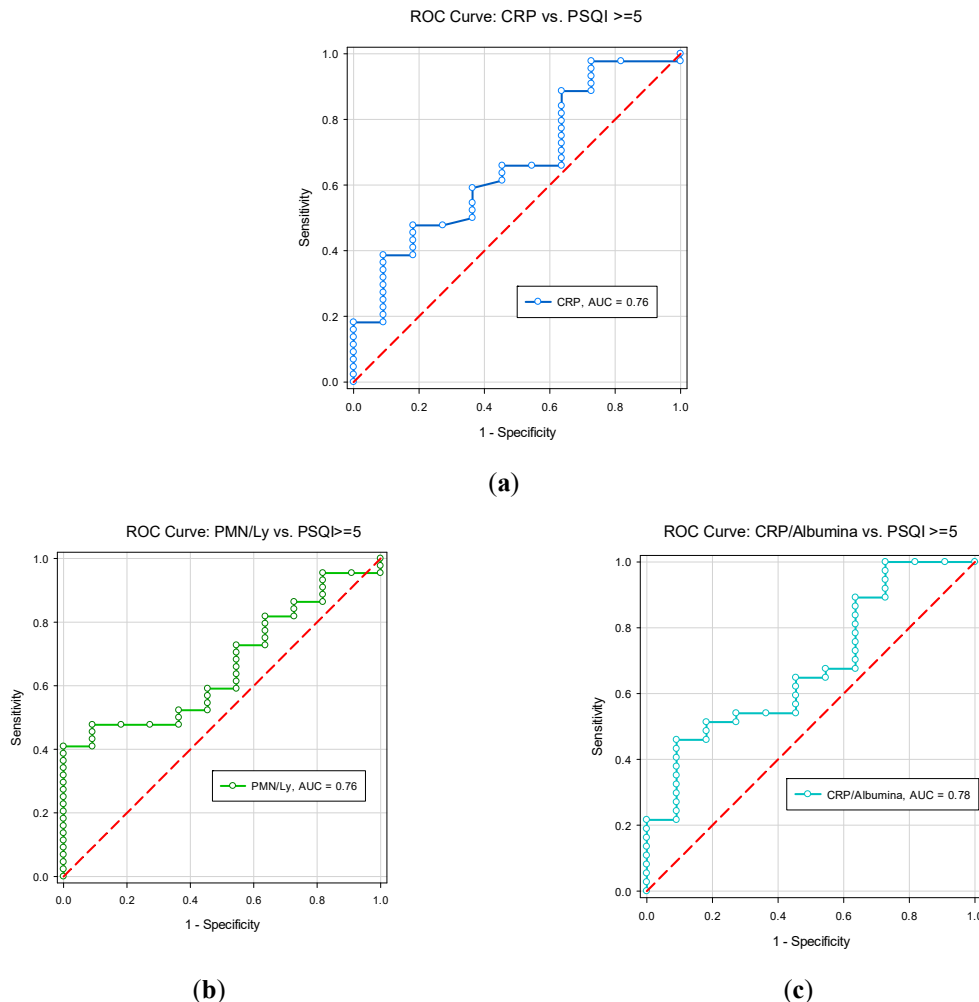 ROC Curve: CRP vs. PSQI >=5
1.0
0.8
0.6
0.4
0.2
0.0
Sensitivity
CRP, AUC = 0.76
0.0 0.2 0.4 0.6 0.8 1.0
1 - Specificity
(a)
ROC Curve: PMN/Ly vs. PSQI>=5
1.0
0.8
0.6
0.4
0.2
0.0
Sensitivity
PMN/Ly, AUC = 0.76
0.0 0.2 0.4 0.6 0.8 1.0
1 - Specificity
(b)
ROC Curve: CRP/Albumina vs. PSQI >=5
1.0
0.8
0.6
0.4
0.2
0.0
Sensitivity
CRP/Albumina, AUC = 0.78
0.0 0.2 0.4 0.6 0.8 1.0
1 - Specificity
(c)